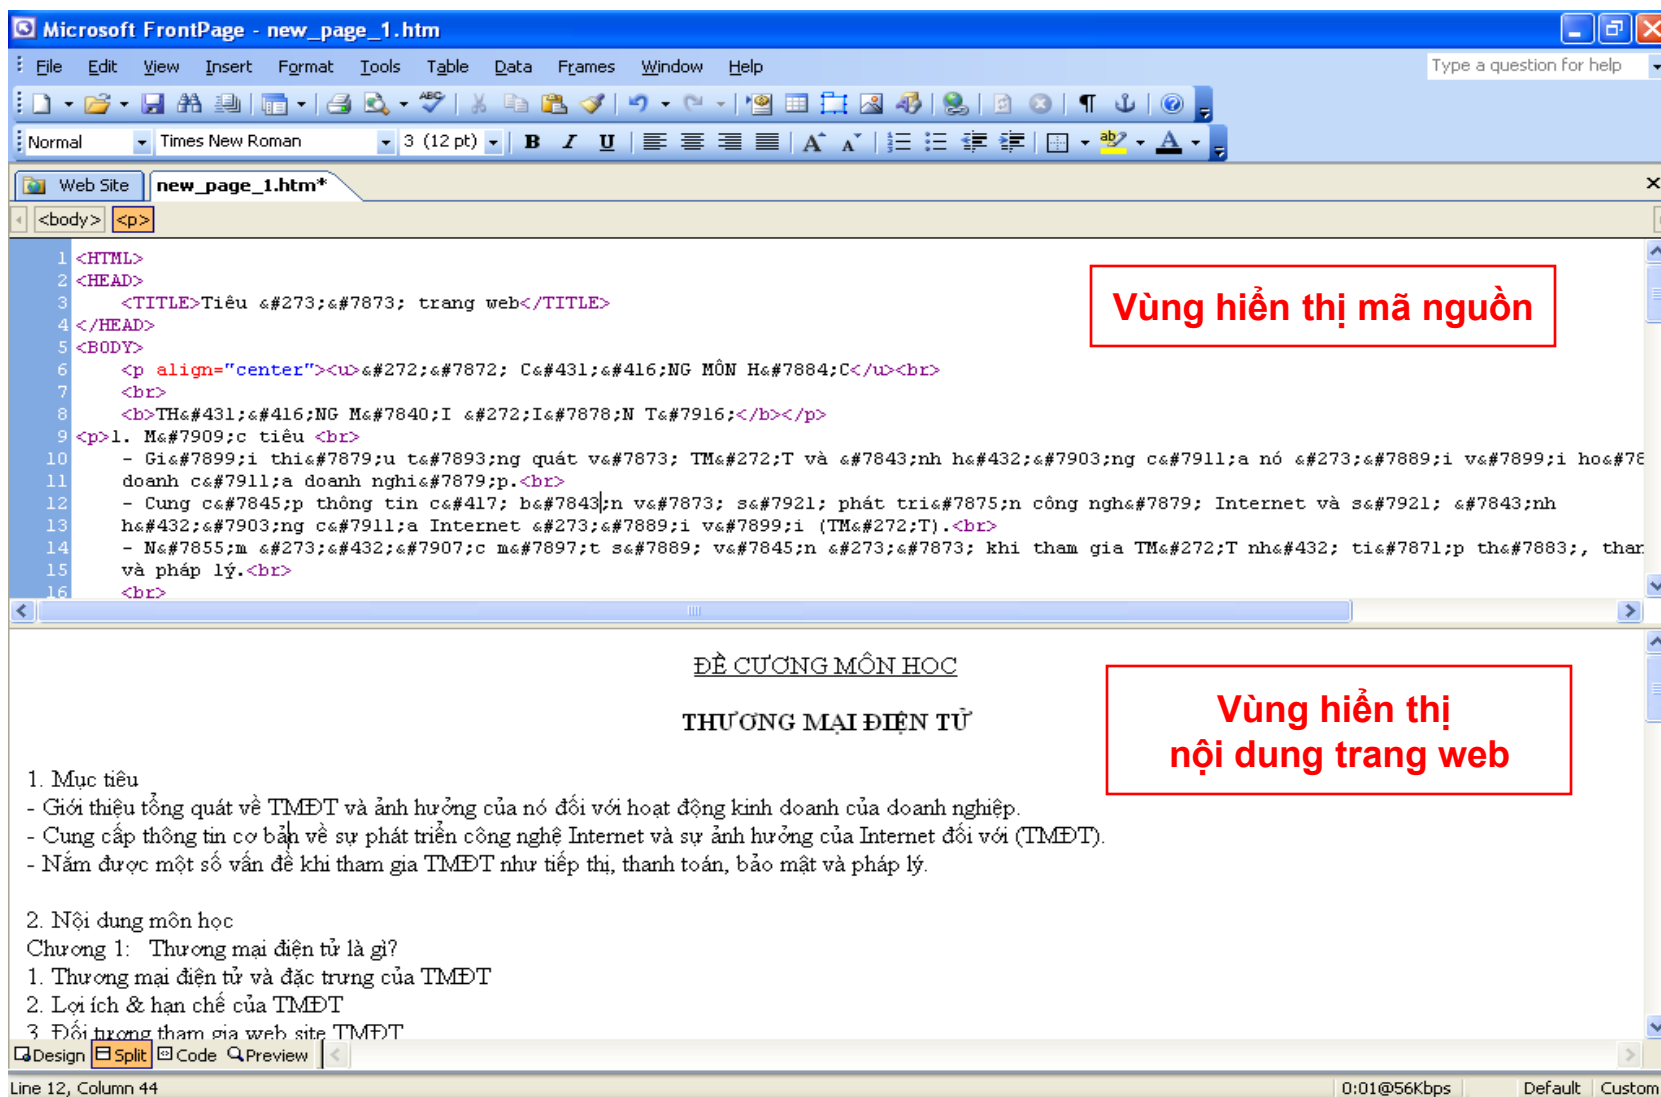 Microsoft FrontPage - new_page_1.htm
File Edit View Insert Format Tools Table Data Frames Window Help Type a question for help
Normal Times New Roman 3 (12 pt) B I U A A ab A
Web Site new_page_1.htm*
<body> <p>
1 <HTML>
2 <HEAD>
3 <TITLE>Tiêu &#273;&#7873; trang web</TITLE>
4 </HEAD>
5 <BODY>
6 <p align="center"><u>&#272;&#7872; C&#431;&#416;NG MÔN H&#7884;C</u><br>
7 <br>
8 <b>TH&#431;&#416;NG M&#7840;I &#272;I&#7878;N T&#7916;</b></p>
9 <p>1. M&#7909;c tiêu <br>
10 - Gi&#7899;i thi&#7879;u t&#7893;ng quát v&#7873; TM&#272;T và &#7843;nh h&#432;&#7903;ng c&#7911;a nó &#273;&#7889;i v&#7899;i ho&#78
11 doanh c&#7911;a doanh nghi&#7879;p.<br>
12 - Cung c&#7845;p thông tin c&#417; b&#7843;n v&#7873; s&#7921; phát tri&#7875;n công ngh&#7879; Internet và s&#7921; &#7843;nh
13 h&#432;&#7903;ng c&#7911;a Internet &#273;&#7889;i v&#7899;i (TM&#272;T).<br>
14 - N&#7855;m &#273;&#432;&#7907;c m&#7897;t s&#7889; v&#7845;n &#273;&#7873; khi tham gia TM&#272;T nh&#432; ti&#7871;p th&#7883;, than
15 và pháp lý.<br>
16 <br>
Vùng hiển thị mã nguồn
ĐỀ CƯƠNG MÔN HỌC
THƯƠNG MẠI ĐIỆN TỬ
Vùng hiển thị
nội dung trang web
1. Mục tiêu
- Giới thiệu tổng quát về TMĐT và ảnh hưởng của nó đối với hoạt động kinh doanh của doanh nghiệp.
- Cung cấp thông tin cơ bản về sự phát triển công nghệ Internet và sự ảnh hưởng của Internet đối với (TMĐT).
- Nắm được một số vấn đề khi tham gia TMĐT như tiếp thị, thanh toán, bảo mật và pháp lý.
2. Nội dung môn học
Chương 1: Thương mại điện tử là gì?
1. Thương mại điện tử và đặc trưng của TMĐT
2. Lợi ích & hạn chế của TMĐT
3. Đối tượng tham gia web site TMĐT
Design Split Code Preview
Line 12, Column 44 0:01@56Kbps Default Custom